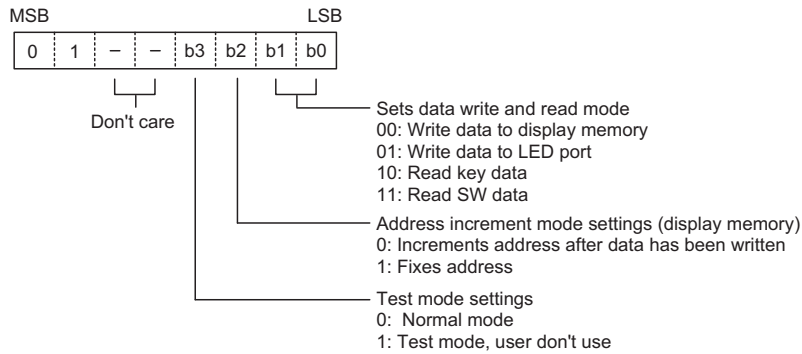 MSB LSB
0 1 – – b3 b2 b1 b0
Don't care
Sets data write and read mode
00: Write data to display memory
01: Write data to LED port
10: Read key data
11: Read SW data
Address increment mode settings (display memory)
0: Increments address after data has been written
1: Fixes address
Test mode settings
0: Normal mode
1: Test mode, user don't use